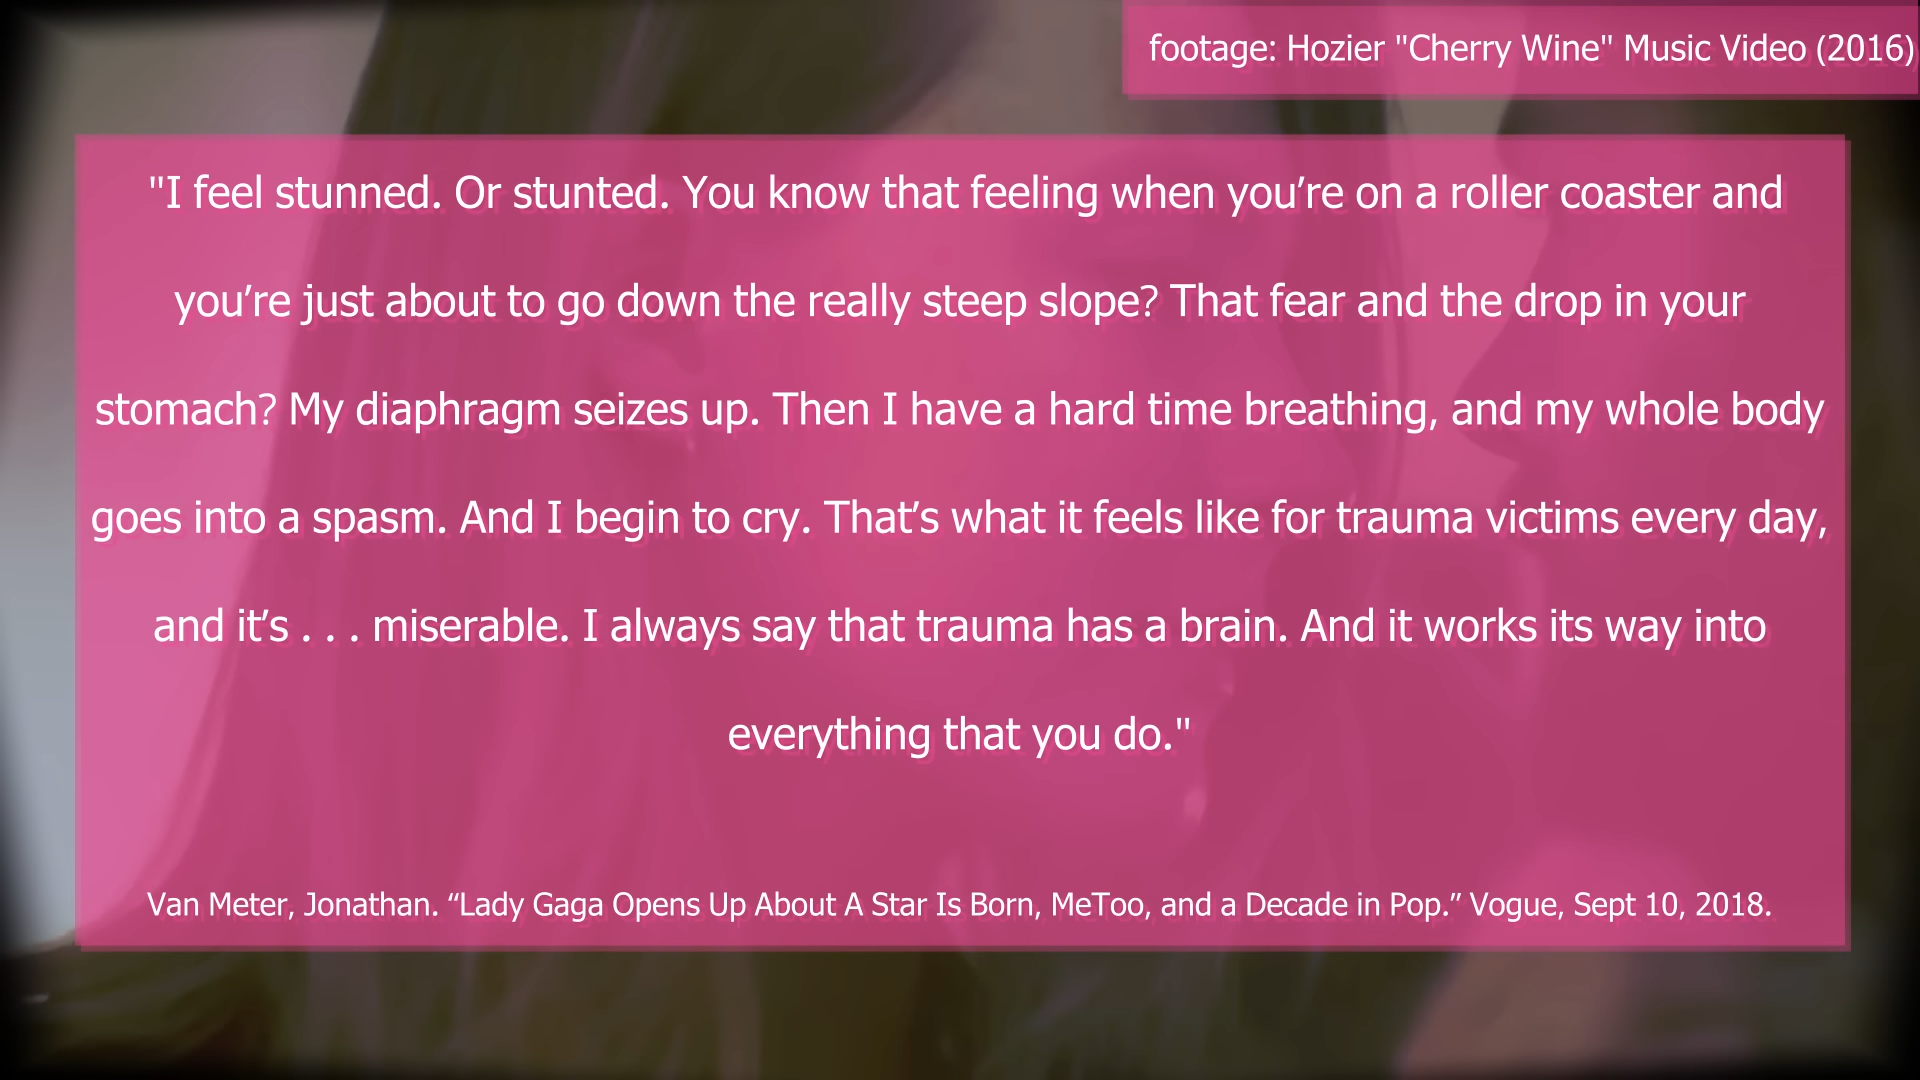 footage: Hozier "Cherry Wine" Music Video (2016)
"I feel stunned. Or stunted. You know that feeling when you’re on a roller coaster and
you’re just about to go down the really steep slope? That fear and the drop in your
stomach? My diaphragm seizes up. Then I have a hard time breathing, and my whole body
goes into a spasm. And I begin to cry. That’s what it feels like for trauma victims every day,
and it’s . . . miserable. I always say that trauma has a brain. And it works its way into
everything that you do."
Van Meter, Jonathan. “Lady Gaga Opens Up About A Star Is Born, MeToo, and a Decade in Pop.” Vogue, Sept 10, 2018.